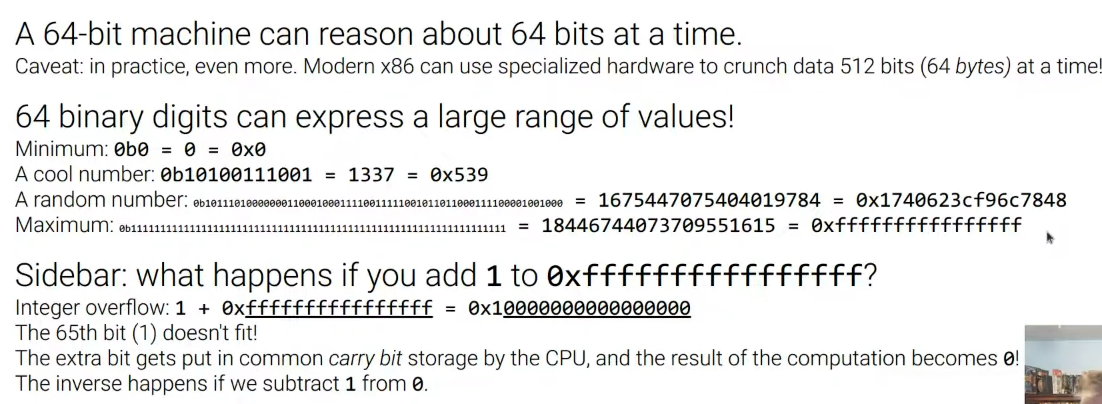 A 64-bit machine can reason about 64 bits at a time.
Caveat: in practice, even more. Modern x86 can use specialized hardware to crunch data 512 bits (64 bytes) at a time!
64 binary digits can express a large range of values!
Minimum: 0b0 = 0 = 0x0
A cool number: 0b10100111001 = 1337 = 0x539
A random number: = 1675447075404019784 = 0x1740623cf96c7848
Maximum: = 18446744073709551615 = 0xffffffffffffffff
Sidebar: what happens if you add 1 to 0xffffffffffffffff?
Integer overflow: 1 + 0xffffffffffffffff = 0x10000000000000000
The 65th bit (1) doesn't fit!
The extra bit gets put in common carry bit storage by the CPU, and the result of the computation becomes 0!
The inverse happens if we subtract 1 from 0.